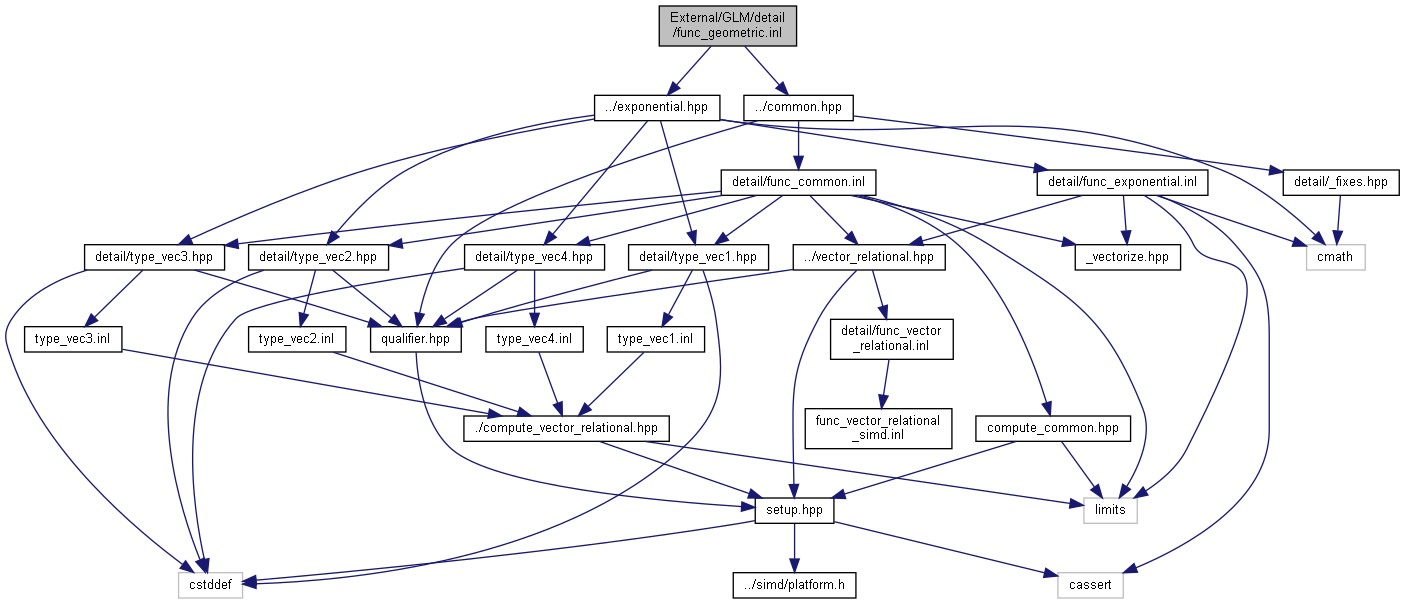 External/GLM/detail
/func_geometric.inl
../exponential.hpp
../common.hpp
detail/func_common.inl
detail/func_exponential.inl
detail/_fixes.hpp
detail/type_vec3.hpp
detail/type_vec2.hpp
detail/type_vec4.hpp
detail/type_vec1.hpp
../vector_relational.hpp
_vectorize.hpp
cmath
type_vec3.inl
type_vec2.inl
qualifier.hpp
type_vec4.inl
type_vec1.inl
detail/func_vector
_relational.inl
./compute_vector_relational.hpp
func_vector_relational
_simd.inl
compute_common.hpp
setup.hpp
limits
cstddef
../simd/platform.h
cassert